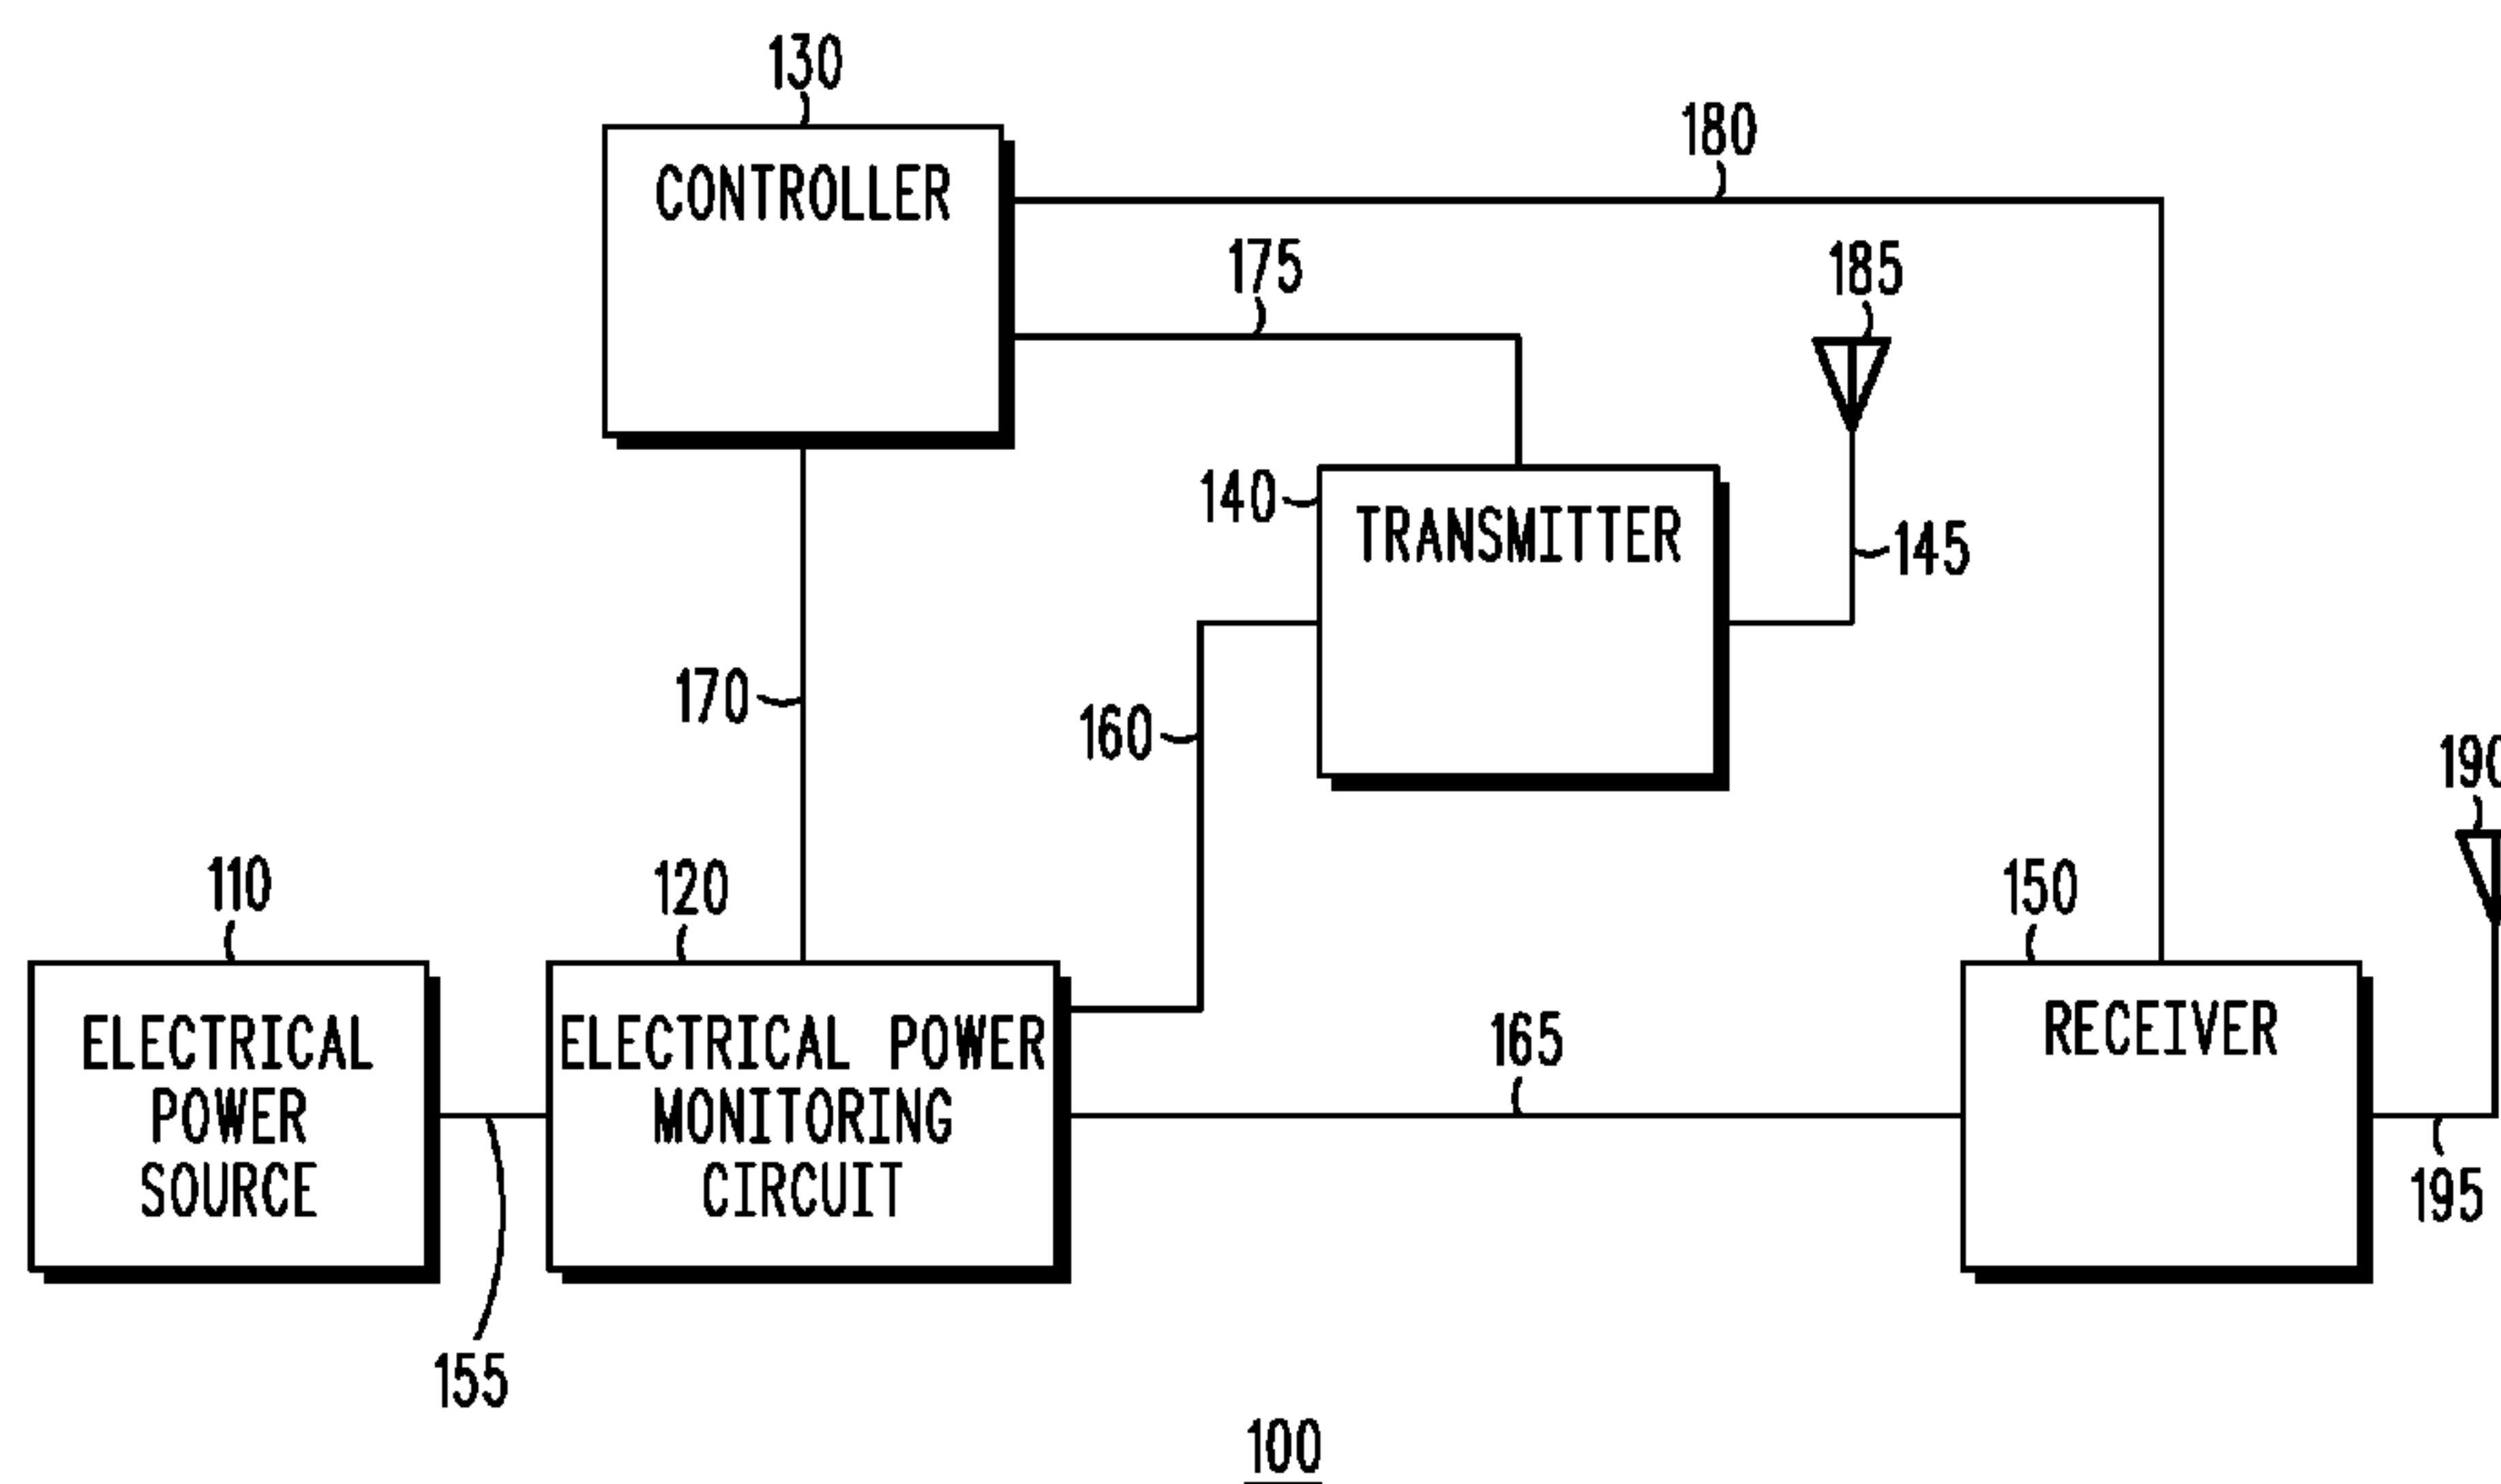 130
CONTROLLER
180
175
185
140
TRANSMITTER
145
170
160
190
110
120
150
ELECTRICAL
POWER
SOURCE
ELECTRICAL POWER
MONITORING
CIRCUIT
165
RECEIVER
195
155
100